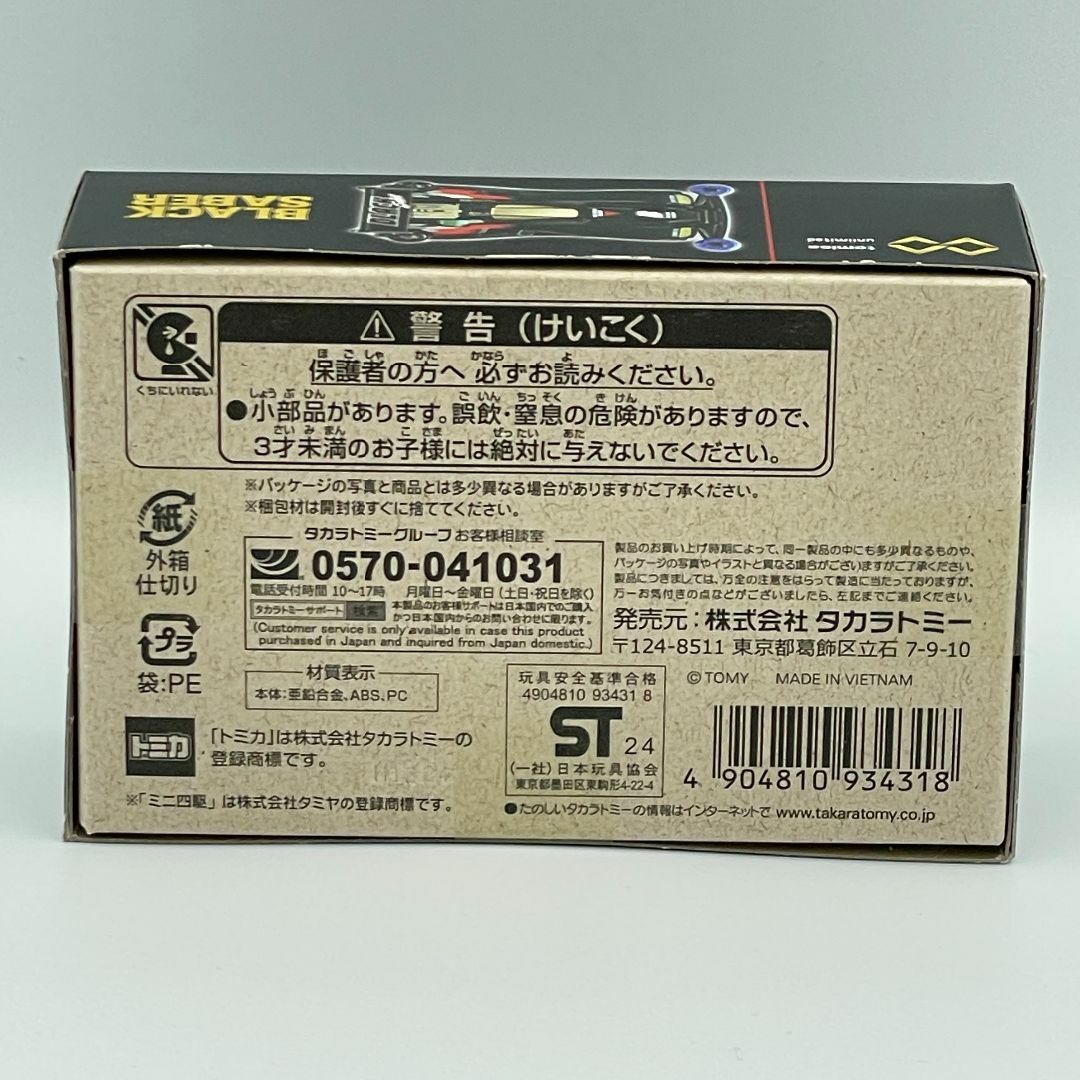 BLACK
SABER
tomica
unlimited
くちにいれない
⚠警告(けいこく)
保護者の方へ必ずお読みください。
●小部品があります。誤飲・窒息の危険がありますので、
3才未満のお子様には絶対に与えないでください。
※パッケージの写真と商品とは多少異なる場合がありますがご了承ください。
※梱包材は開封後すぐに捨ててください。
紙
外箱
仕切り
プラ
袋:PE
タカラトミーグループお客様相談室
0570-041031
電話受付時間 10〜17時 月曜日〜金曜日(土日・祝日を除く)
タカラトミーサポート 検索 本製品のお客様サポートは日本国内でのご購入
かつ日本国内からのお問い合わせに限ります。
(Customer service is only available in case this product
purchased in Japan and inquired from Japan domestic.)
製品のお買い上げ時期によって、同一製品の中にも多少異なるものや、
パッケージの写真やイラストと異なる場合がございますがご了承ください。
製品につきましては、万全の注意をはらって製造に当たっておりますが、
万一お気付きの点などがございましたら、左記までご連絡ください。
発売元:株式会社タカラトミー
〒124-8511 東京都葛飾区立石 7-9-10
©TOMY MADE IN VIETNAM
材質表示
本体:亜鉛合金、ABS、PC
玩具安全基準合格
4904810 93431 8
ST 24
(一社)日本玩具協会
東京都墨田区東駒形4-22-4
4 904810 934318
トミカ
「トミカ」は株式会社タカラトミーの
登録商標です。
※「ミニ四駆」は株式会社タミヤの登録商標です。
●たのしいタカラトミーの情報はインターネットで www.takaratomy.co.jp